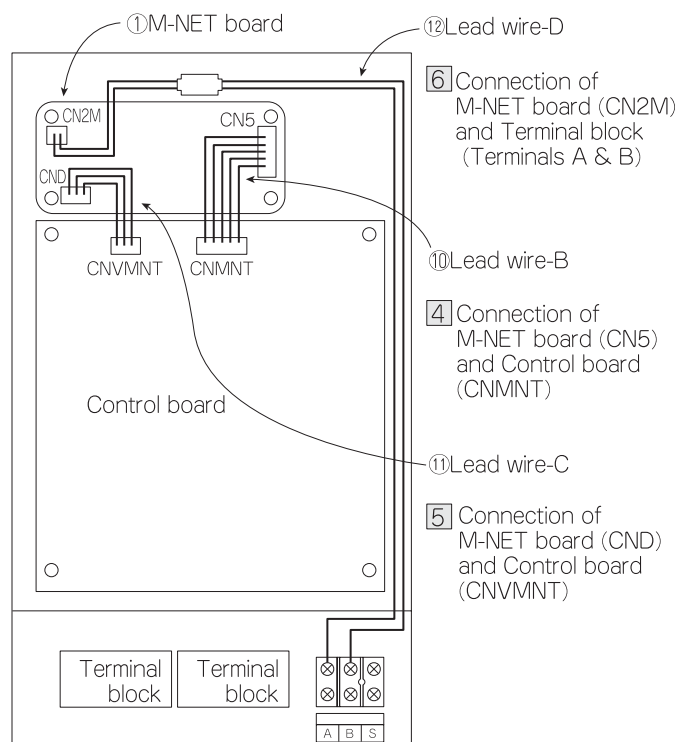 ①M-NET board
⑫Lead wire-D
6 Connection of
M-NET board (CN2M)
and Terminal block
(Terminals A & B)
CN2M
CN5
CND
CNVMNT
CNMNT
⑩Lead wire-B
4 Connection of
M-NET board (CN5)
and Control board
(CNMNT)
Control board
⑪Lead wire-C
5 Connection of
M-NET board (CND)
and Control board
(CNVMNT)
Terminal
block
Terminal
block
A B S